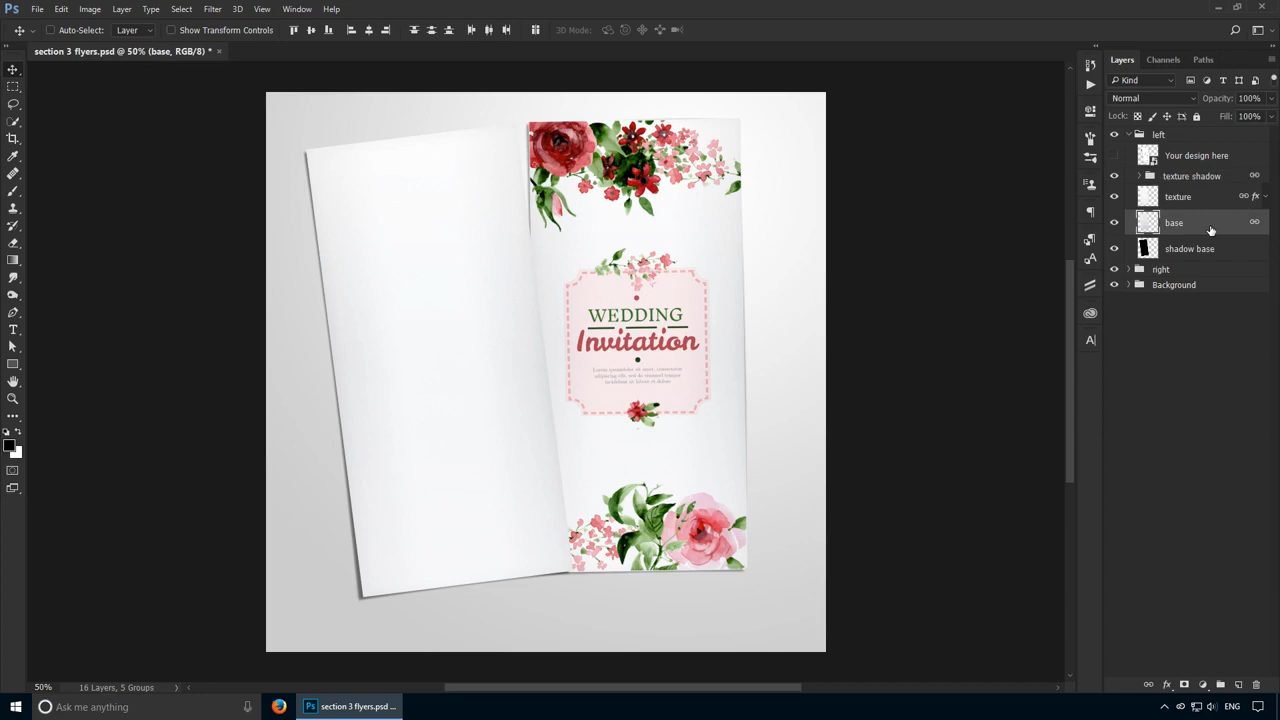 Ps File Edit Image Layer Type Select Filter 3D View Window Help
Auto-Select: Layer Show Transform Controls 3D Mode:
section 3 flyers.psd @ 50% (base, RGB/8) * ×
Layers Channels Paths
Kind
Normal Opacity: 100%
Lock: Fill: 100%
left
Your design here
texture shadow
texture fx
base
shadow base
right
Background
WEDDING
Invitation
50% 16 Layers, 5 Groups
Ask me anything
Ps section 3 flyers.psd ...
ENG